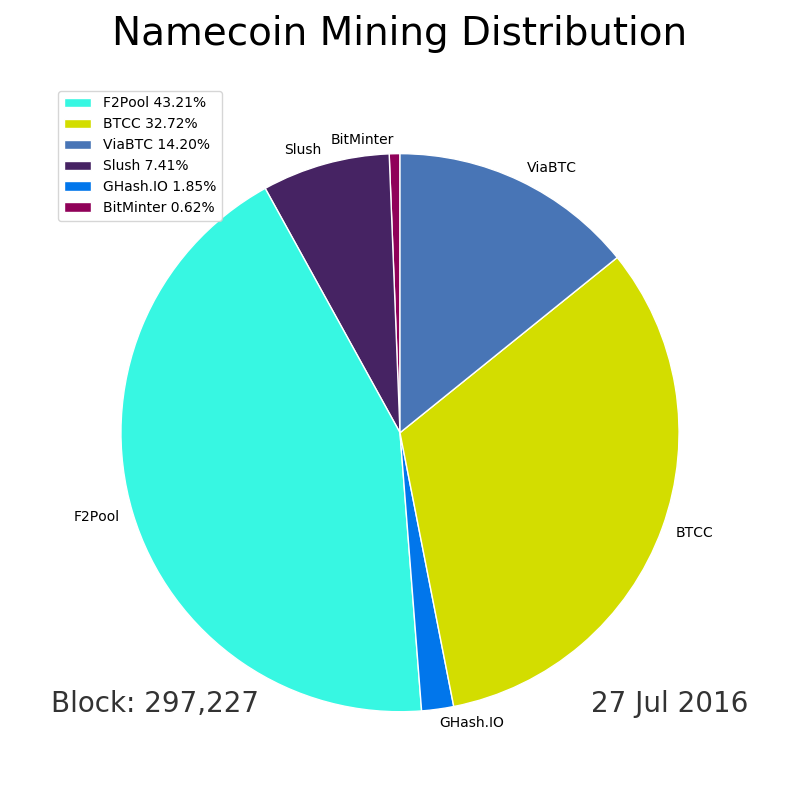 Namecoin Mining Distribution
F2Pool 43.21%
BTCC 32.72%
ViaBTC 14.20%
Slush 7.41%
GHash.IO 1.85%
BitMinter 0.62%
BitMinter
Slush
ViaBTC
F2Pool
BTCC
GHash.IO
Block: 297,227
27 Jul 2016